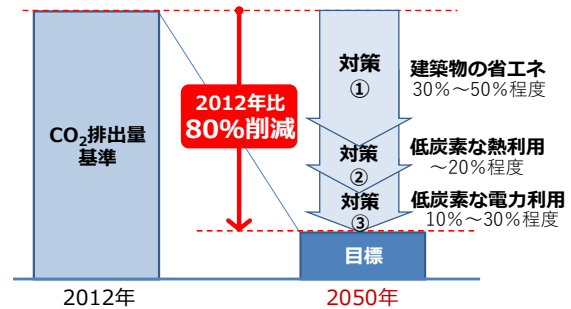 CO₂排出量
基準
2012年比
80%削減
対策
①
建築物の省エネ
30%～50%程度
対策
②
低炭素な熱利用
～20%程度
対策
③
低炭素な電力利用
10%～30%程度
目標
2012年
2050年